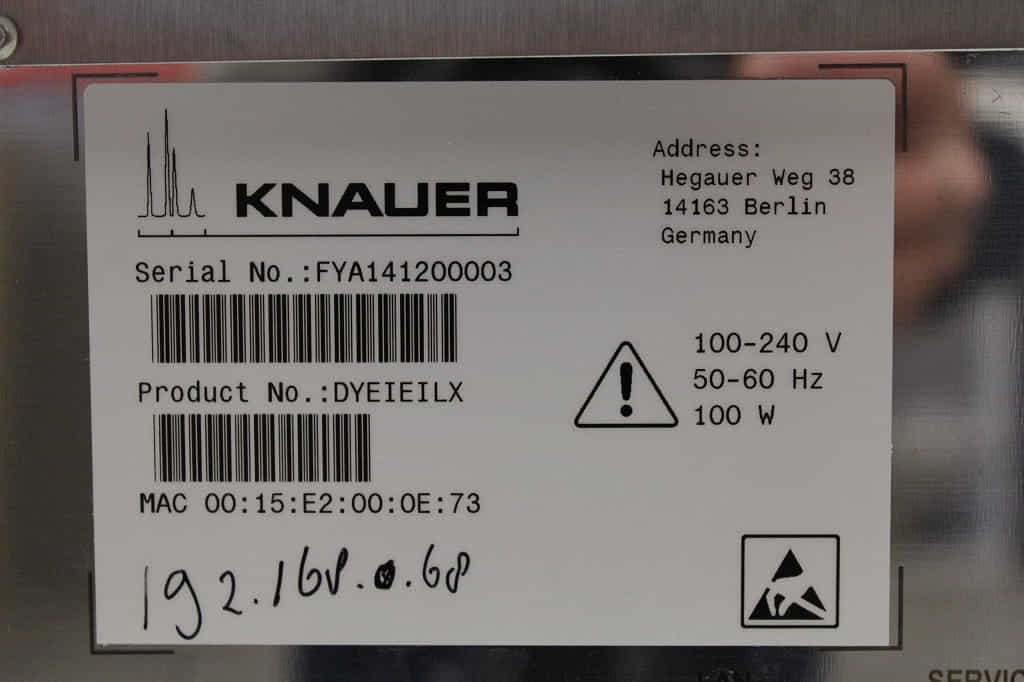 KNAUER
Address:
Hegauer Weg 38
14163 Berlin
Germany
Serial No.:FYA141200003
Product No.:DYEIEILX
MAC 00:15:E2:00:0E:73
100-240 V
50-60 Hz
100 W
192.168.0.68